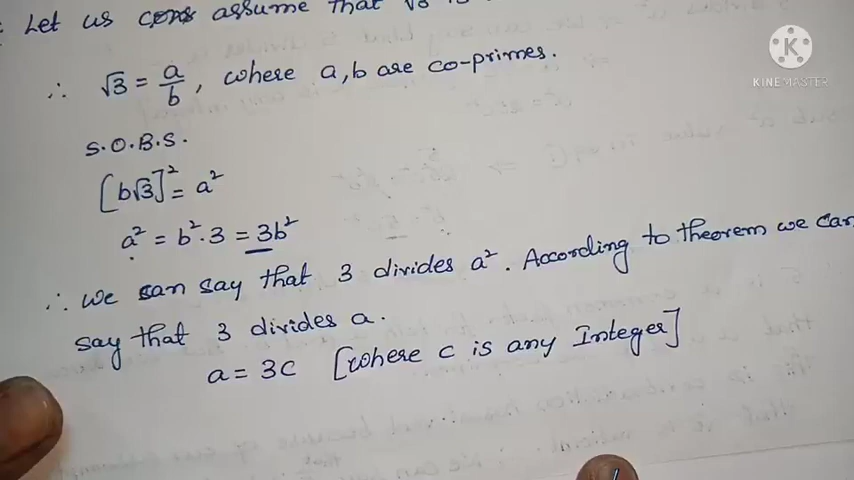 : Let us assume that √3 is
∴ √3 = a/b, where a, b are co-primes.
S.O.B.S.
[b√3]² = a²
a² = b².3 = 3b²
∴ we can say that 3 divides a². According to theorem we can
say that 3 divides a.
a = 3c [where c is any Integer]
K
KINEMASTER